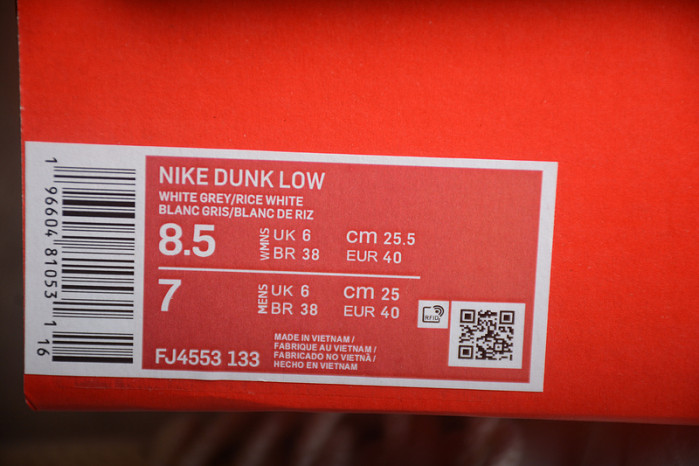 1 96604 81053 1 16
NIKE DUNK LOW
WHITE GREY/RICE WHITE
BLANC GRIS/BLANC DE RIZ
8.5 WMNS UK 6 cm 25.5
BR 38 EUR 40
7 MENS UK 6 cm 25
BR 38 EUR 40
RFID
MADE IN VIETNAM /
FABRIQUE AU VIETNAM /
FABRICADO NO VIETNÃ /
HECHO EN VIETNAM
FJ4553 133